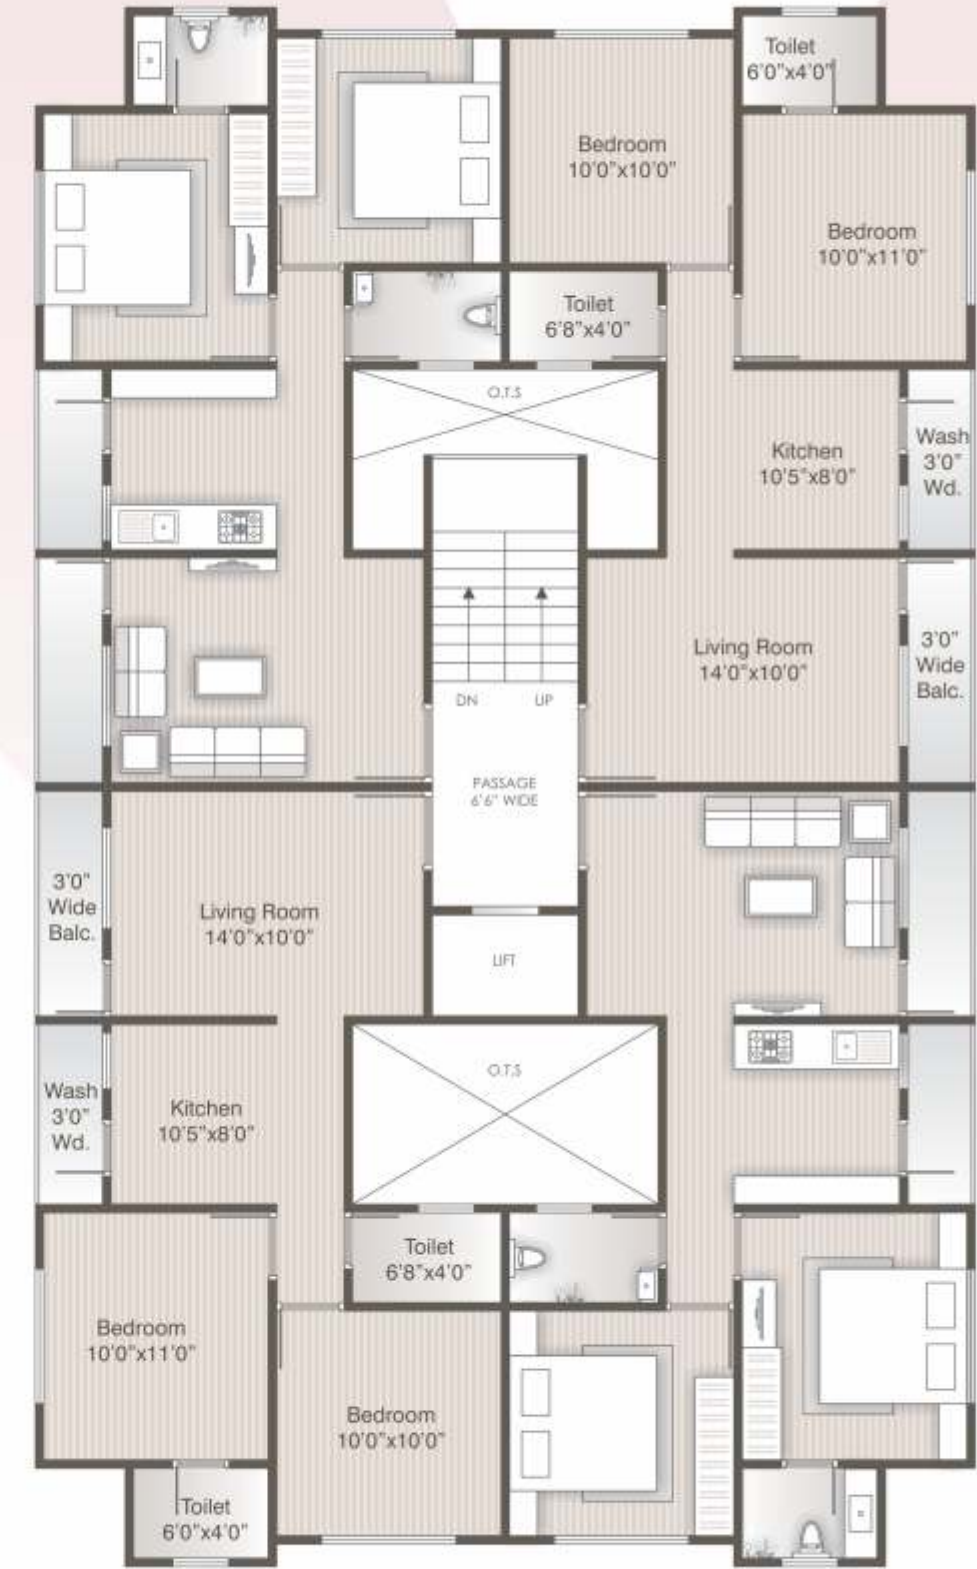 Toilet
6'0"x4'0"
Bedroom
10'0"x10'0"
Bedroom
10'0"x11'0"
Toilet
6'8"x4'0"
O.T.S
Kitchen
10'5"x8'0"
Wash
3'0"
Wd.
Living Room
14'0"x10'0"
3'0"
Wide
Balc.
DN
UP
PASSAGE
6'6" WIDE
3'0"
Wide
Balc.
Living Room
14'0"x10'0"
LIFT
O.T.S
Wash
3'0"
Wd.
Kitchen
10'5"x8'0"
Toilet
6'8"x4'0"
Bedroom
10'0"x11'0"
Bedroom
10'0"x10'0"
Toilet
6'0"x4'0"